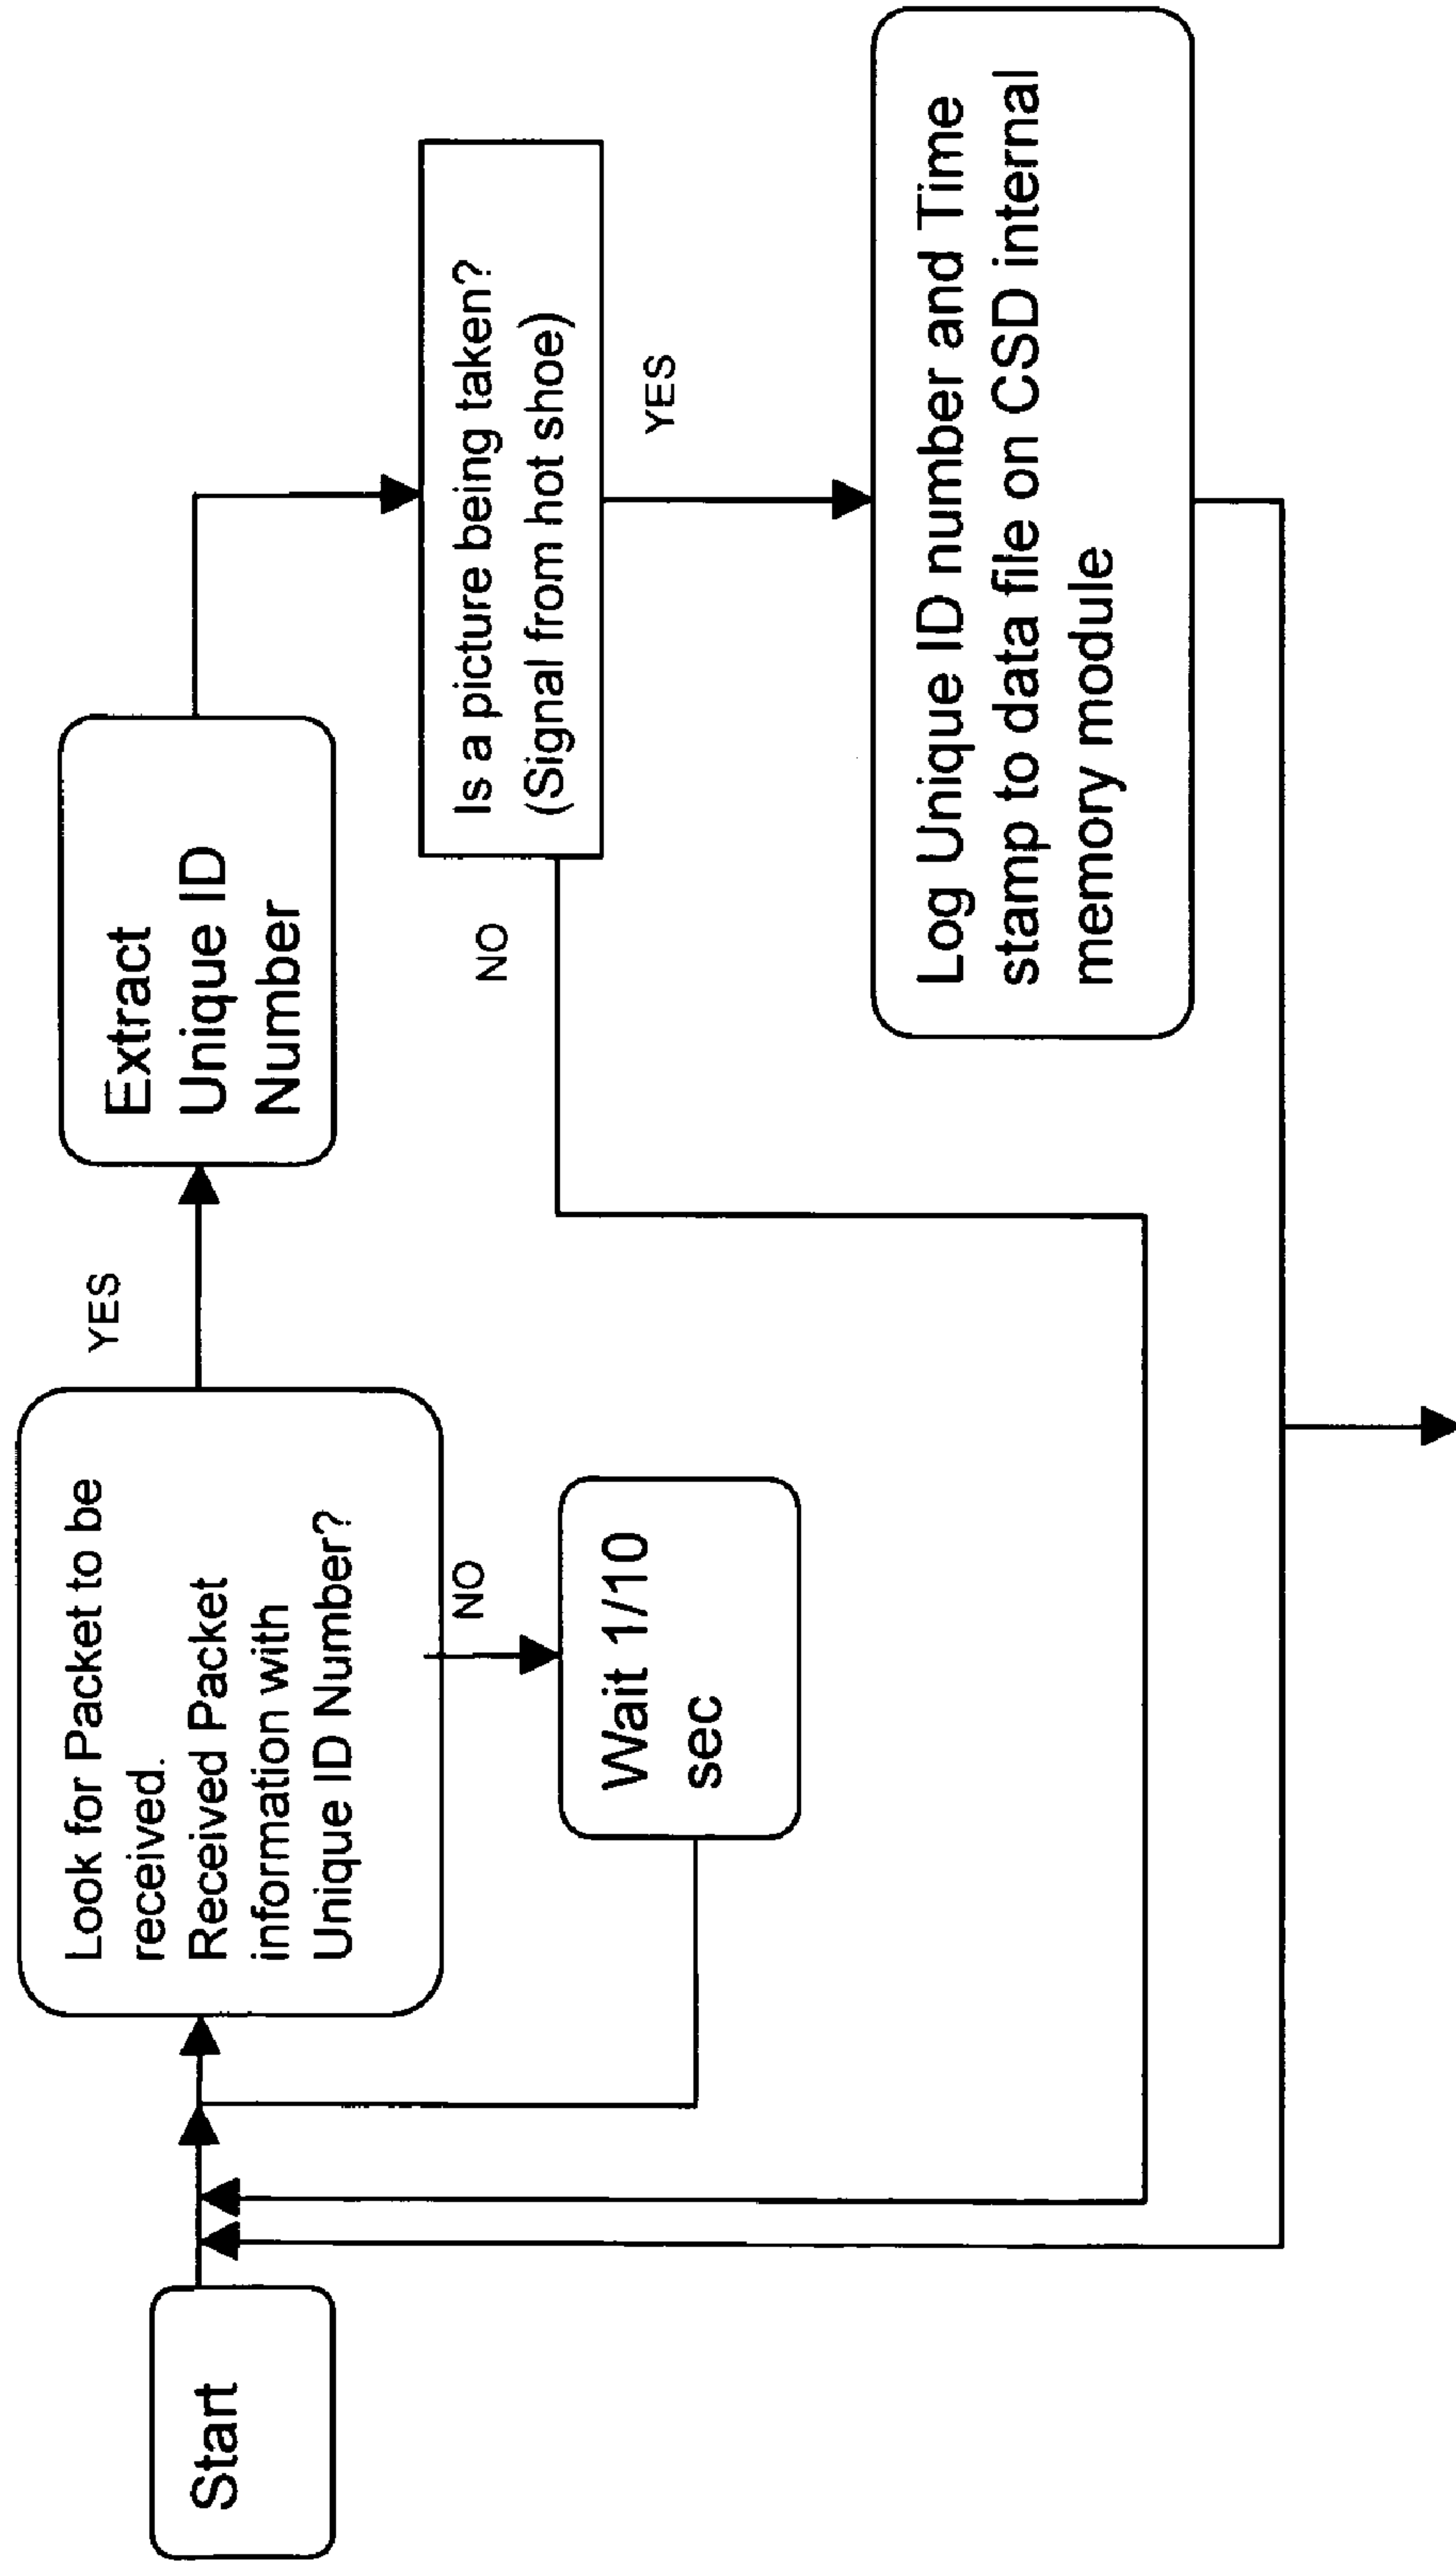 Start
Look for Packet to be
received.
Received Packet
information with
Unique ID Number?
YES
NO
Wait 1/10
sec
Extract
Unique ID
Number
Is a picture being taken?
(Signal from hot shoe)
NO
YES
Log Unique ID number and Time
stamp to data file on CSD internal
memory module